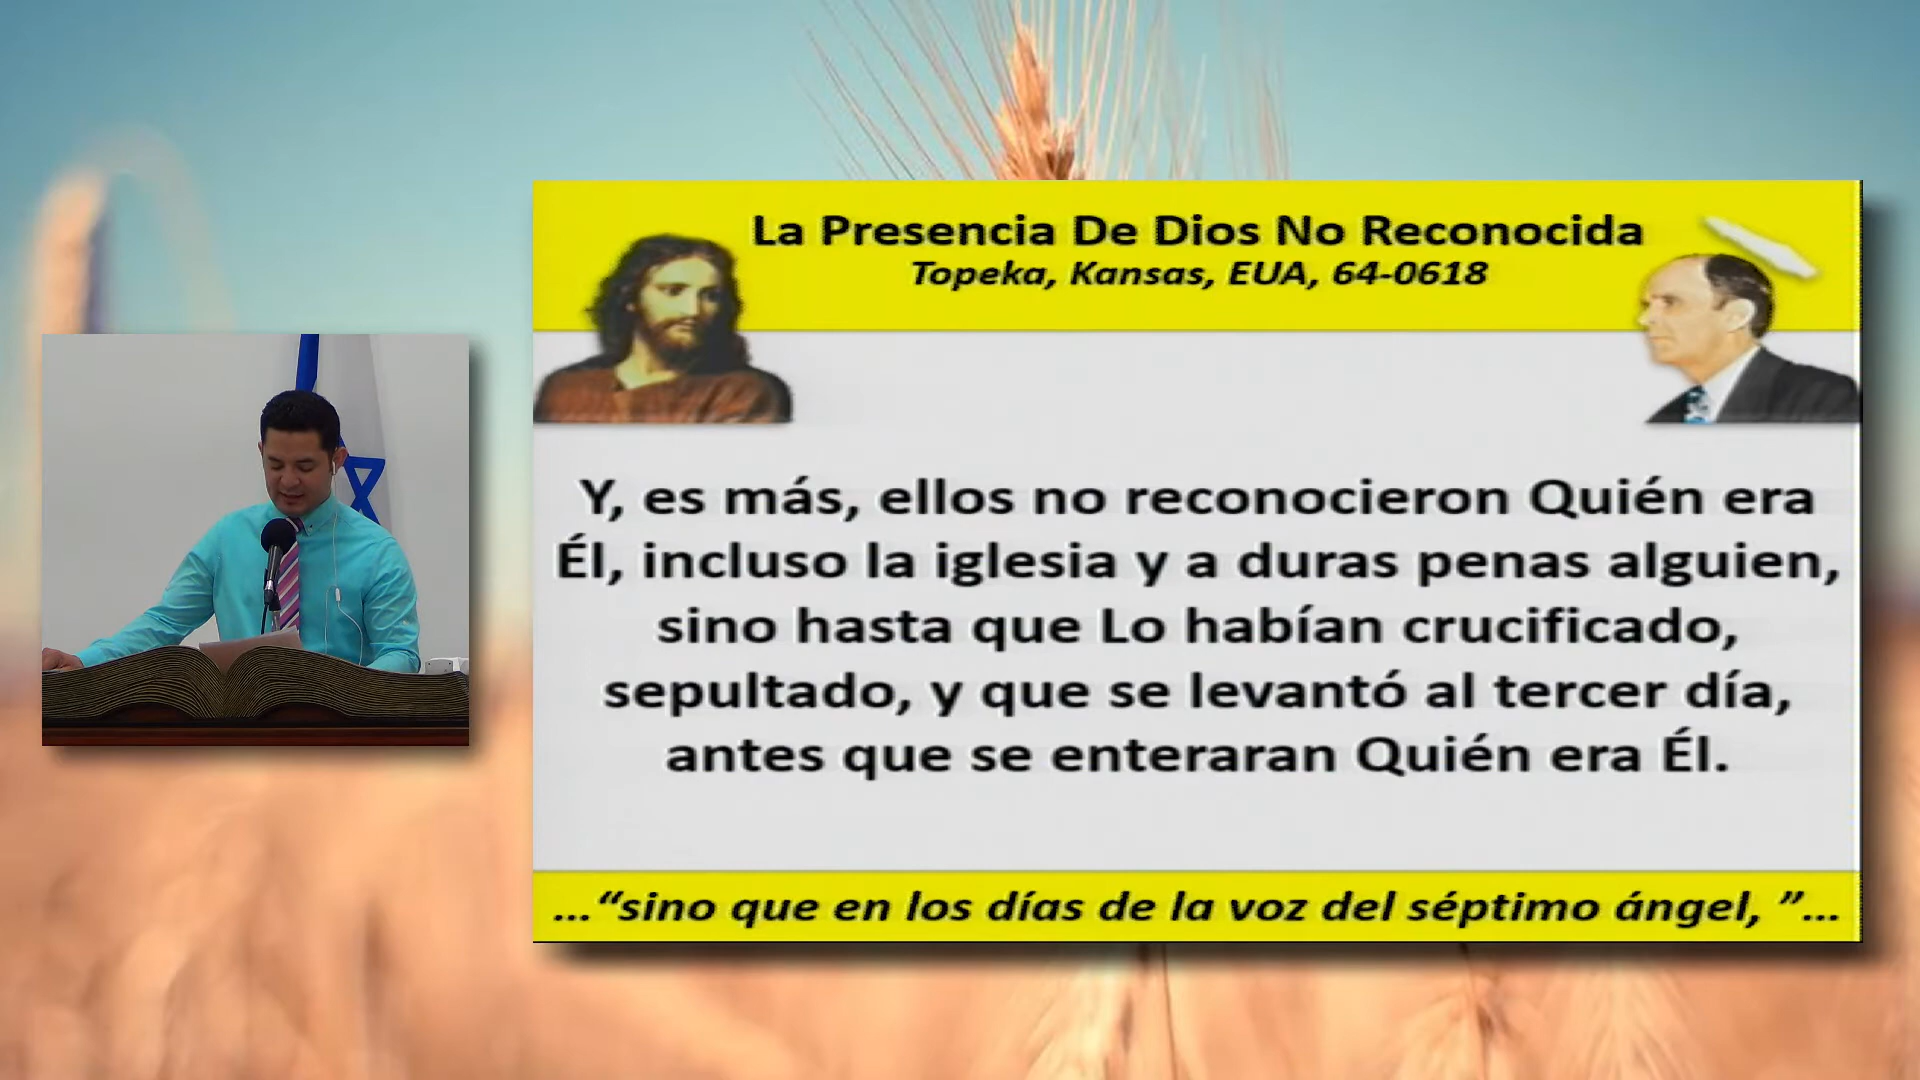 La Presencia De Dios No Reconocida
Topeka, Kansas, EUA, 64-0618
Y, es más, ellos no reconocieron Quién era
Él, incluso la iglesia y a duras penas alguien,
sino hasta que Lo habían crucificado,
sepultado, y que se levantó al tercer día,
antes que se enteraran Quién era Él.
...“sino que en los días de la voz del séptimo ángel, ”...